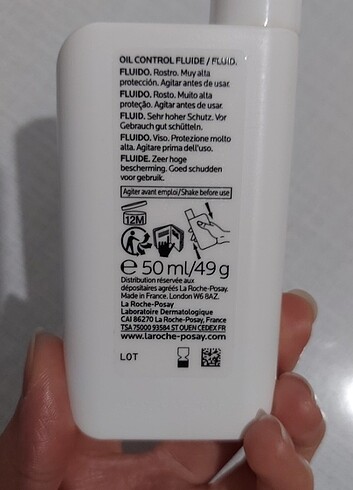 OIL CONTROL FLUIDE / FLUID.
FLUIDO. Rostro. Muy alta
protección. Agitar antes de usar.
FLUIDO. Rosto. Muito alta
proteção. Agitar antes de usar.
FLUID. Sehr hoher Schutz. Vor
Gebrauch gut schütteln.
FLUIDO. Viso. Protezione molto
alta. Agitare prima dell'uso.
FLUIDE. Zeer hoge
bescherming. Goed schudden
voor gebruik.
Agiter avant emploi/Shake before use
12M
℮ 50 ml/49 g
Distribution réservée aux
dépositaires agréés La Roche-Posay.
Made in France. London W6 8AZ.
La Roche-Posay
Laboratoire Dermatologique
CAI 86270 La Roche-Posay, France
TSA 75000 93584 ST OUEN CEDEX FR
www.laroche-posay.com
LOT